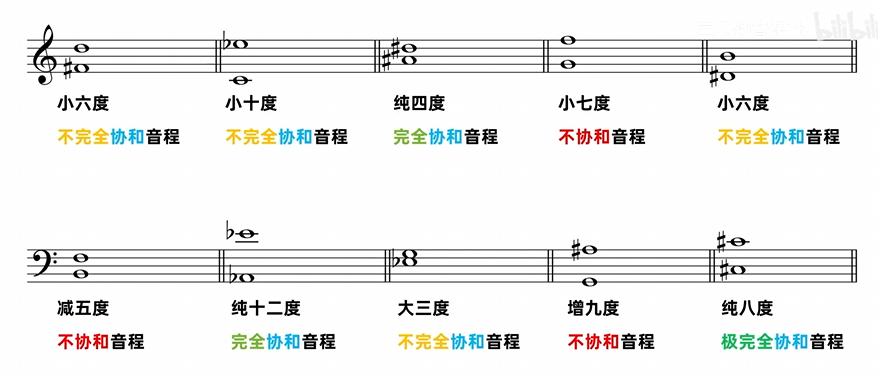 bilibili
小六度 小十度 纯四度 小七度 小六度
不完全协和音程 不完全协和音程 完全协和音程 不协和音程 不完全协和音程
减五度 纯十二度 大三度 增九度 纯八度
不协和音程 完全协和音程 不完全协和音程 不协和音程 极完全协和音程